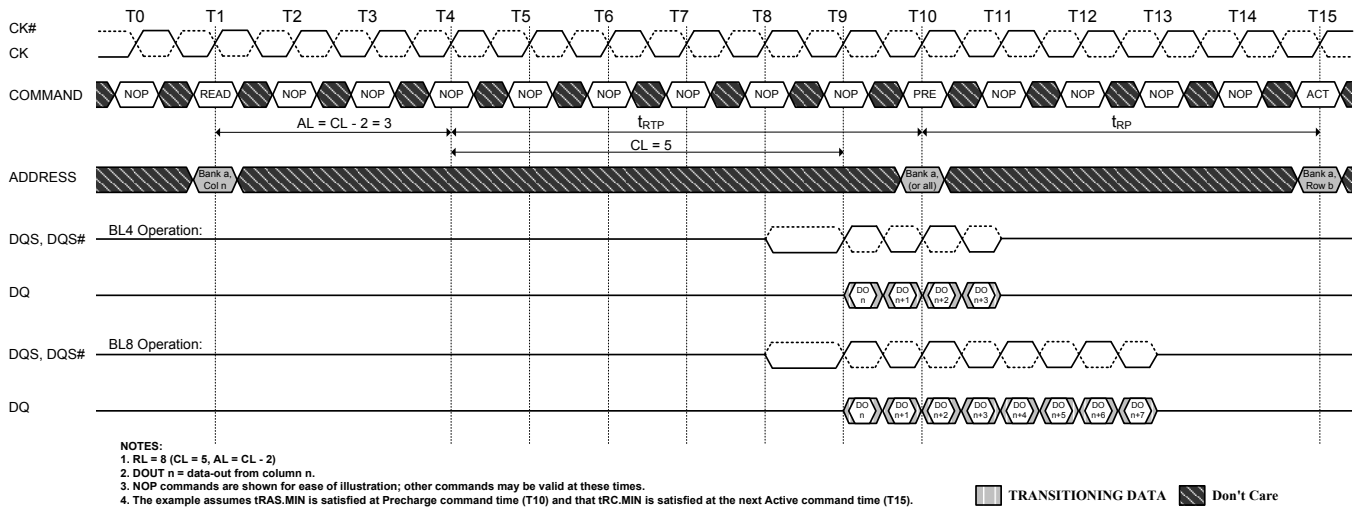 T0 T1 T2 T3 T4 T5 T6 T7 T8 T9 T10 T11 T12 T13 T14 T15
CK#
CK
COMMAND NOP READ NOP NOP NOP NOP NOP NOP NOP NOP PRE NOP NOP NOP NOP ACT
AL = CL - 2 = 3 tRTP tRP
CL = 5
ADDRESS
Bank a, Col n
Bank a, (or all)
Bank a, Row b
BL4 Operation:
DQS, DQS#
DQ
DO n
DO n+1
DO n+2
DO n+3
BL8 Operation:
DQS, DQS#
DQ
DO n
DO n+1
DO n+2
DO n+3
DO n+4
DO n+5
DO n+6
DO n+7
NOTES:
1. RL = 8 (CL = 5, AL = CL - 2)
2. DOUT n = data-out from column n.
3. NOP commands are shown for ease of illustration; other commands may be valid at these times.
4. The example assumes tRAS.MIN is satisfied at Precharge command time (T10) and that tRC.MIN is satisfied at the next Active command time (T15).
TRANSITIONING DATA Don't Care